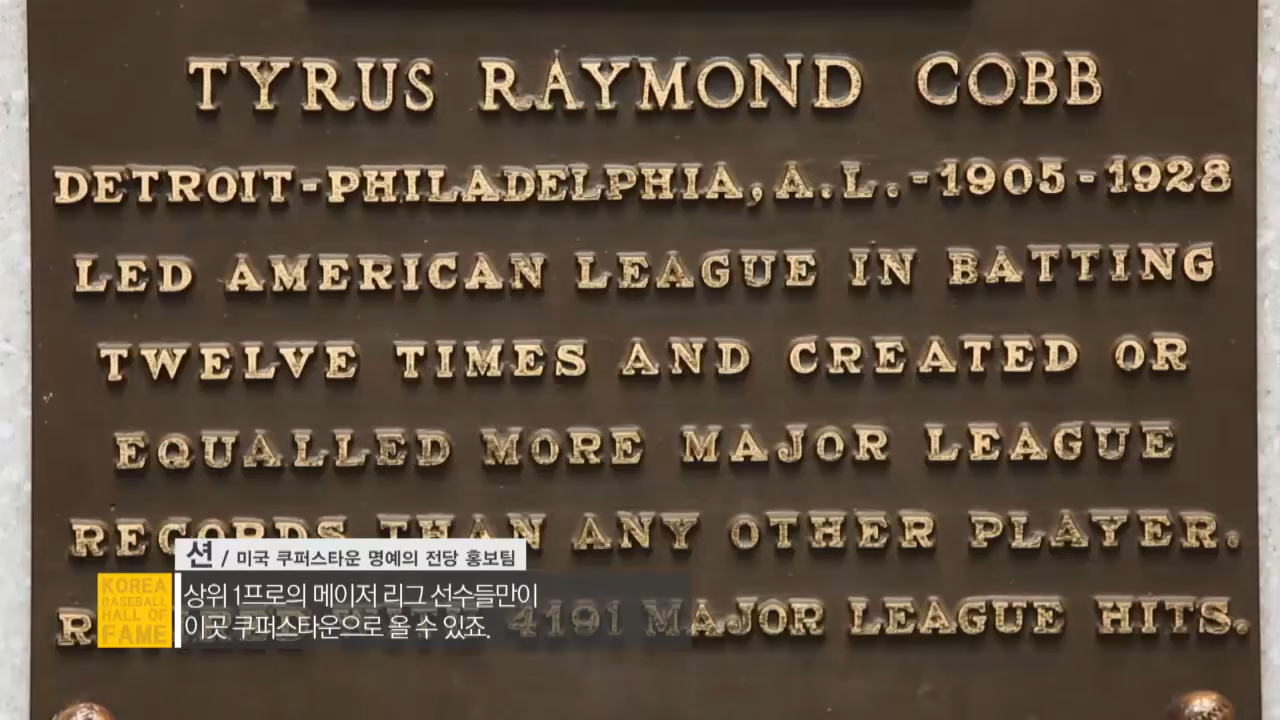 TYRUS RAYMOND COBB
DETROIT-PHILADELPHIA, A.L.-1905-1928
LED AMERICAN LEAGUE IN BATTING
TWELVE TIMES AND CREATED OR
EQUALLED MORE MAJOR LEAGUE
RECORDS THAN ANY OTHER PLAYER.
4191 MAJOR LEAGUE HITS.
션 / 미국 쿠퍼스타운 명예의 전당 홍보팀
KOREA
BASEBALL
HALL OF
FAME
상위 1프로의 메이저 리그 선수들만이
이곳 쿠퍼스타운으로 올 수 있죠.